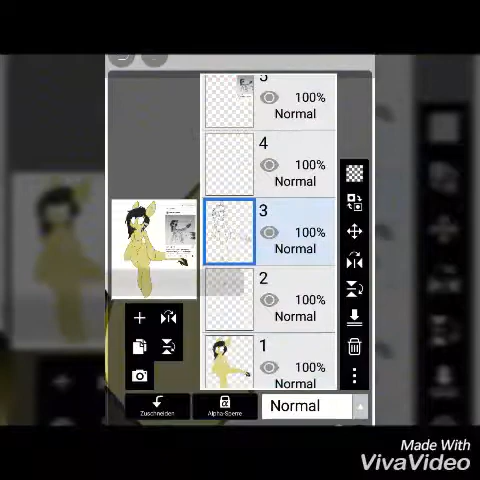 5
100%
Normal
4
100%
Normal
3
100%
Normal
2
100%
Normal
1
100%
Normal
Zuschneiden
Alpha-Sperre
Normal
Made With
VivaVideo